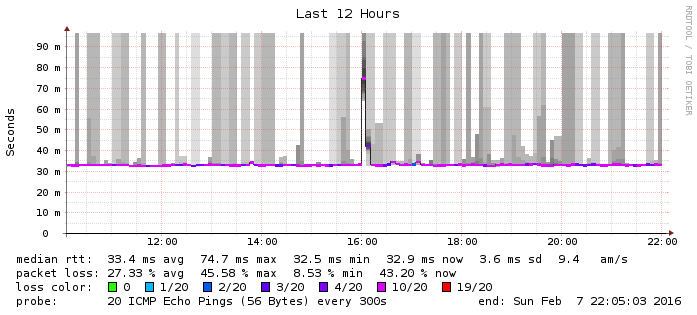 Last 12 Hours
RRDTOOL / TOBI OETIKER
Seconds
90 m
80 m
70 m
60 m
50 m
40 m
30 m
20 m
10 m
0
12:00 14:00 16:00 18:00 20:00 22:00
median rtt: 33.4 ms avg 74.7 ms max 32.5 ms min 32.9 ms now 3.6 ms sd 9.4 am/s
packet loss: 27.33 % avg 45.58 % max 8.53 % min 43.20 % now
loss color: 0 1/20 2/20 3/20 4/20 10/20 19/20
probe: 20 ICMP Echo Pings (56 Bytes) every 300s end: Sun Feb 7 22:05:03 2016